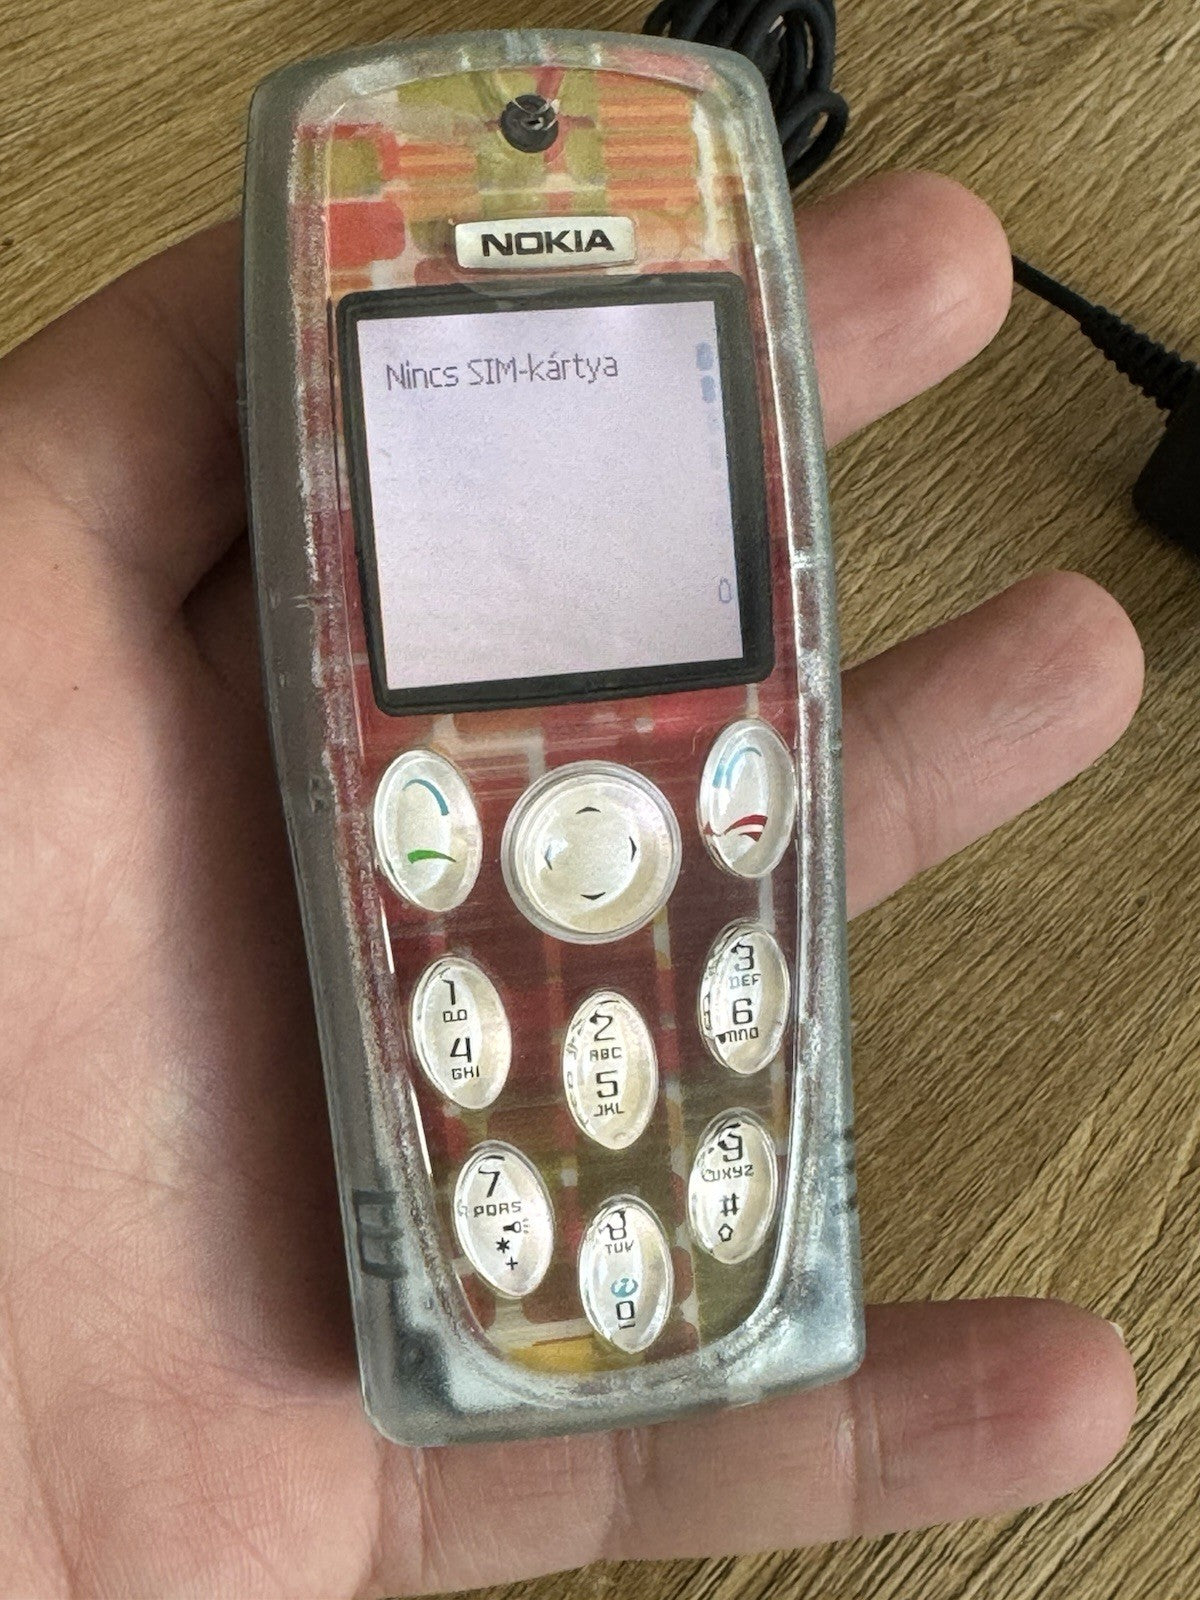 NOKIA
Nincs SIM-kártya
1
4
GHI
2
ABC
5
JKL
3
DEF
6
MNO
7
PQRS
*
+
8
TUV
0
9
WXYZ
#